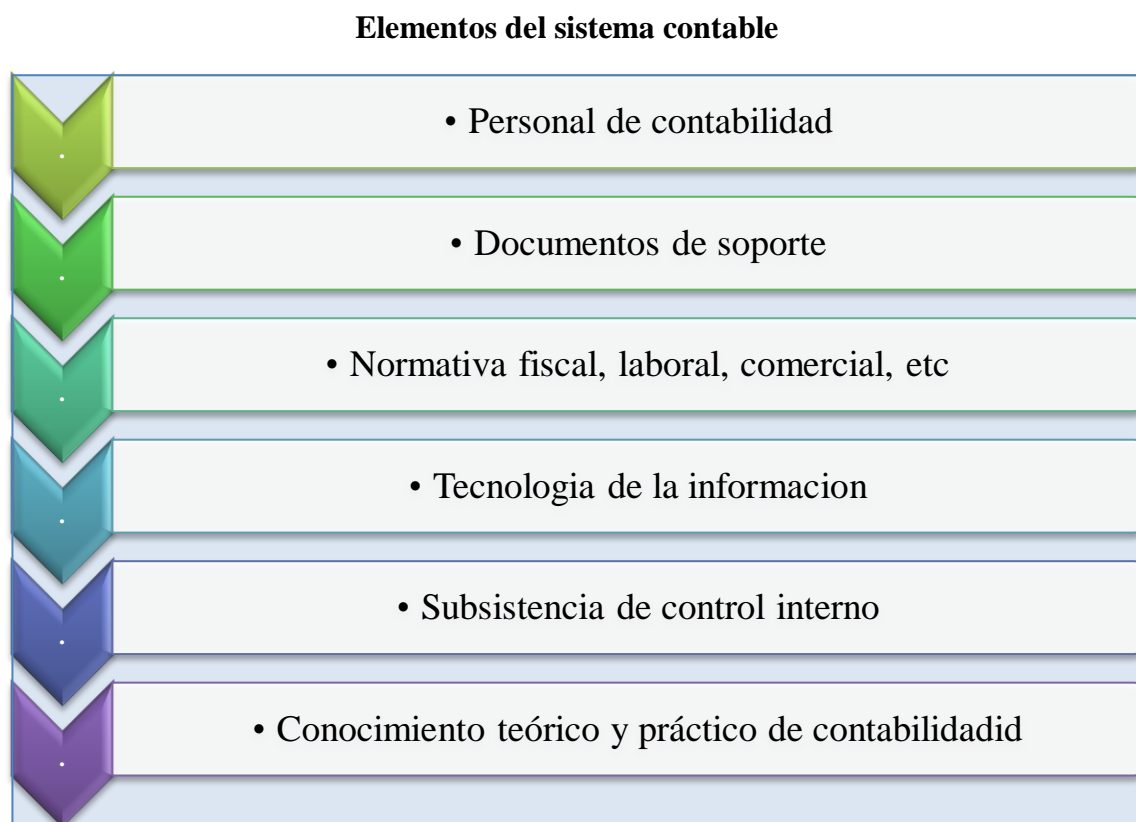 Elementos del sistema contable
• Personal de contabilidad
• Documentos de soporte
• Normativa fiscal, laboral, comercial, etc
• Tecnologia de la informacion
• Subsistencia de control interno
• Conocimiento teórico y práctico de contabilidadid